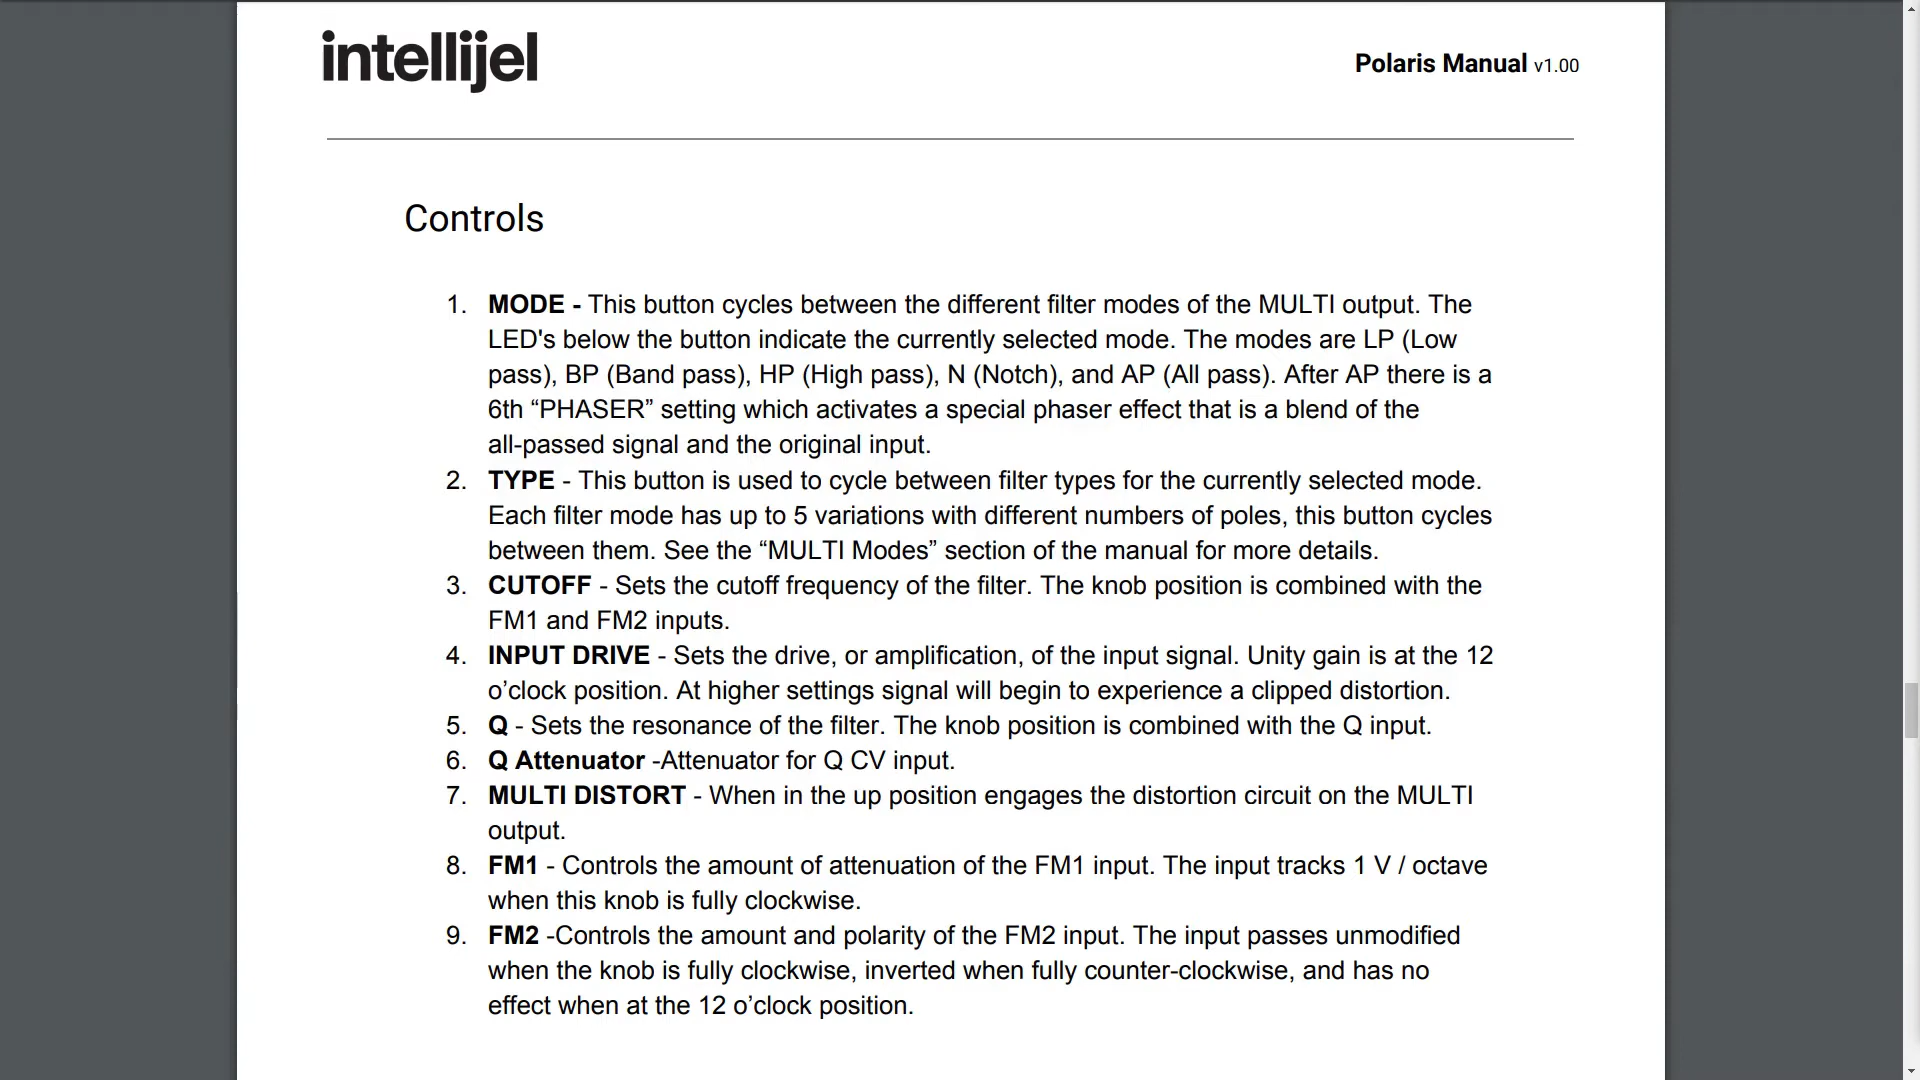 intellijel
Polaris Manual v1.00
Controls
1. MODE - This button cycles between the different filter modes of the MULTI output. The
LED's below the button indicate the currently selected mode. The modes are LP (Low
pass), BP (Band pass), HP (High pass), N (Notch), and AP (All pass). After AP there is a
6th “PHASER” setting which activates a special phaser effect that is a blend of the
all-passed signal and the original input.
2. TYPE - This button is used to cycle between filter types for the currently selected mode.
Each filter mode has up to 5 variations with different numbers of poles, this button cycles
between them. See the “MULTI Modes” section of the manual for more details.
3. CUTOFF - Sets the cutoff frequency of the filter. The knob position is combined with the
FM1 and FM2 inputs.
4. INPUT DRIVE - Sets the drive, or amplification, of the input signal. Unity gain is at the 12
o’clock position. At higher settings signal will begin to experience a clipped distortion.
5. Q - Sets the resonance of the filter. The knob position is combined with the Q input.
6. Q Attenuator -Attenuator for Q CV input.
7. MULTI DISTORT - When in the up position engages the distortion circuit on the MULTI
output.
8. FM1 - Controls the amount of attenuation of the FM1 input. The input tracks 1 V / octave
when this knob is fully clockwise.
9. FM2 -Controls the amount and polarity of the FM2 input. The input passes unmodified
when the knob is fully clockwise, inverted when fully counter-clockwise, and has no
effect when at the 12 o’clock position.